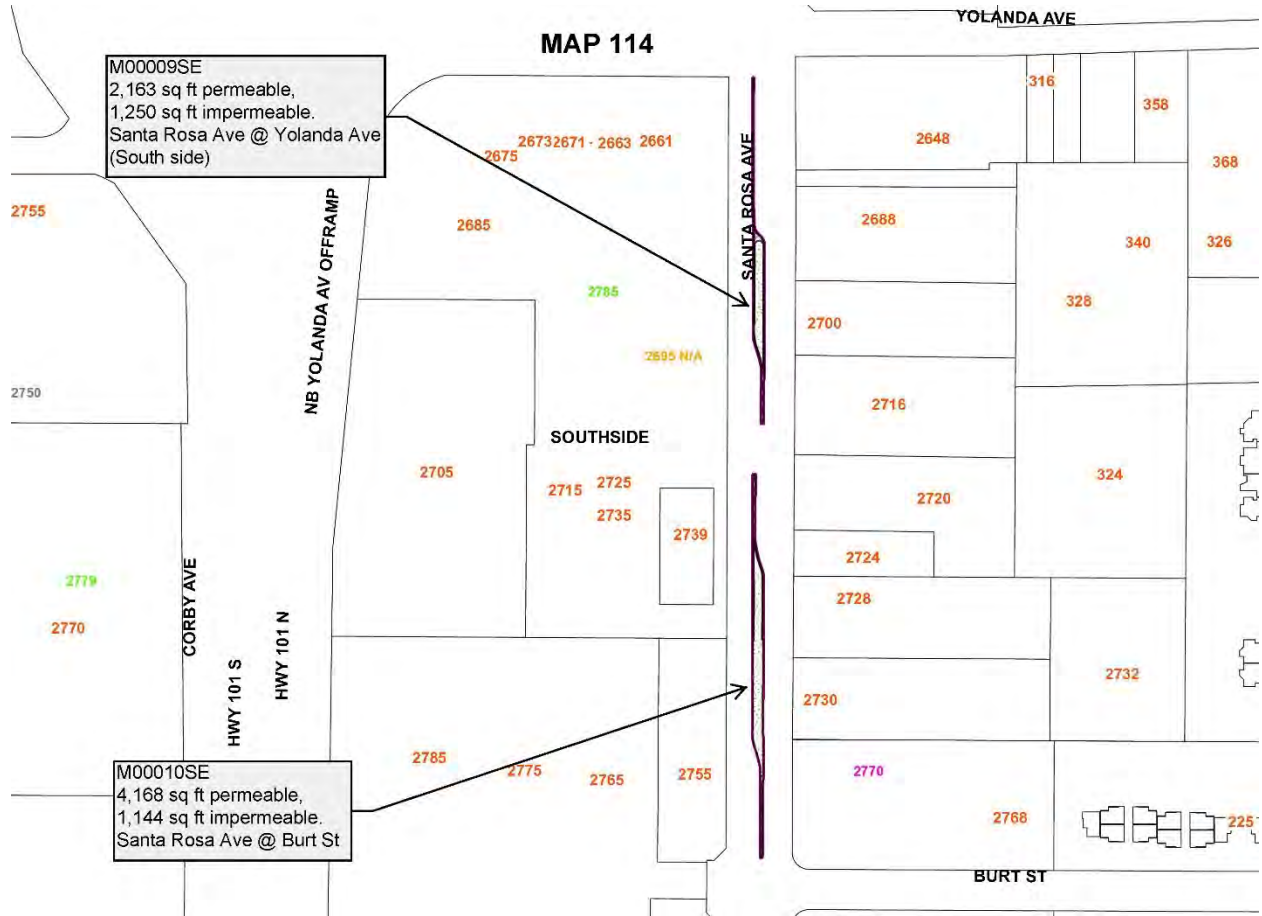 YOLANDA AVE
MAP 114
M00009SE
2,163 sq ft permeable,
1,250 sq ft impermeable.
Santa Rosa Ave @ Yolanda Ave
(South side)
316
358
2673 2671 - 2663 2661
2675
2648
368
SANTA ROSA AVE
NB YOLANDA AV OFFRAMP
2755
2685
2688
340
326
2785
328
2700
2695 N/A
2750
2716
SOUTHSIDE
2705
2715
2725
2735
2720
324
2739
2724
2779
2770
CORBY AVE
HWY 101 S
HWY 101 N
2728
2732
2730
2785
2775
2765
2755
2770
2768
225
M00010SE
4,168 sq ft permeable,
1,144 sq ft impermeable.
Santa Rosa Ave @ Burt St
BURT ST